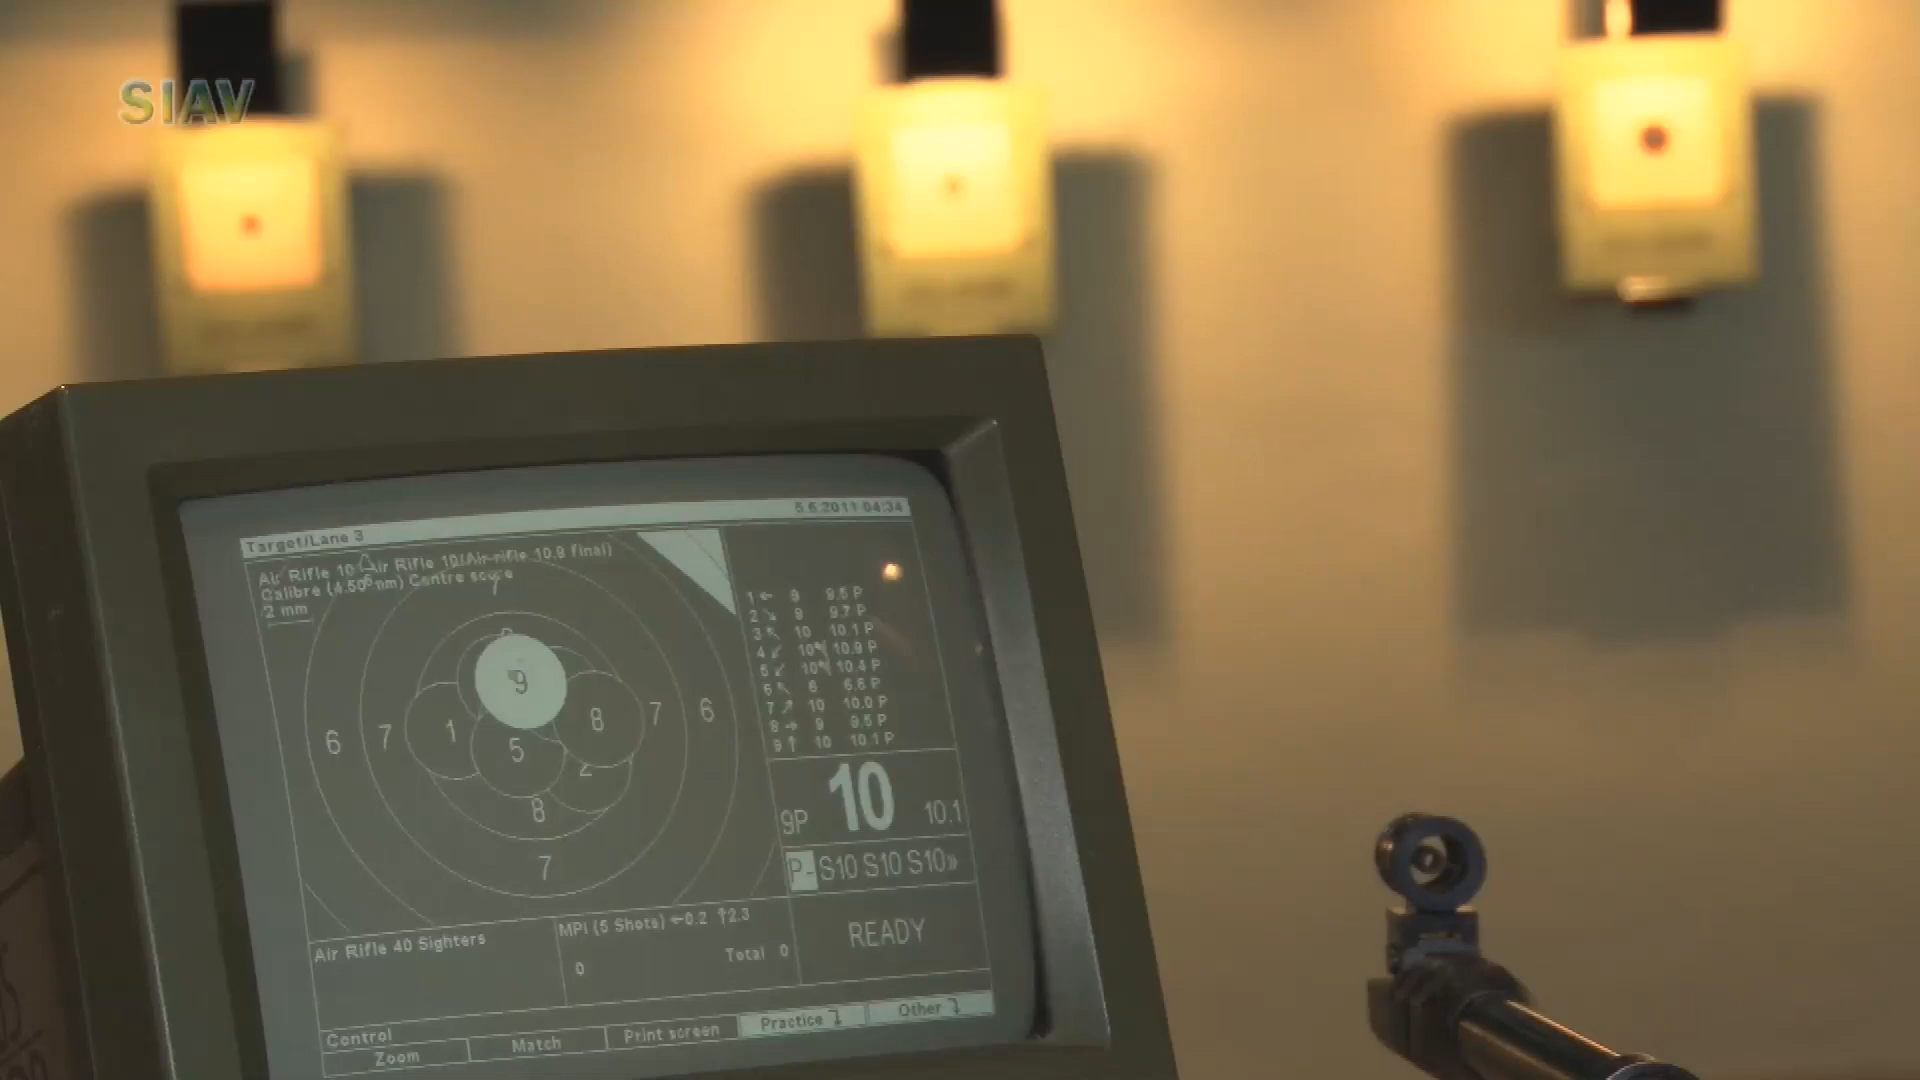 SIAV
5.6.2011 04:34
Target/Lane 3
Air Rifle 10 Air Rifle 10(Air-rifle 10.9 final)
Calibre (4.50 mm) Centre score
2 mm
7
6 7 1 9 8 7 6
5
2
8
7
1 ← 9 9.5 P
2 ↘ 9 9.7 P
3 ↖ 10 10.1 P
4 ↙ 10* 10.9 P
5 ↙ 10* 10.4 P
6 ↖ 6 6.6 P
7 ↗ 10 10.0 P
8 → 9 9.5 P
9 ↑ 10 10.1 P
9P 10 10.1
P- S10 S10 S10»
READY
Air Rifle 40 Sighters
MPI (5 Shots) ←0.2 ↑2.3
0 Total 0
Control
Zoom Match Print screen Practice Other